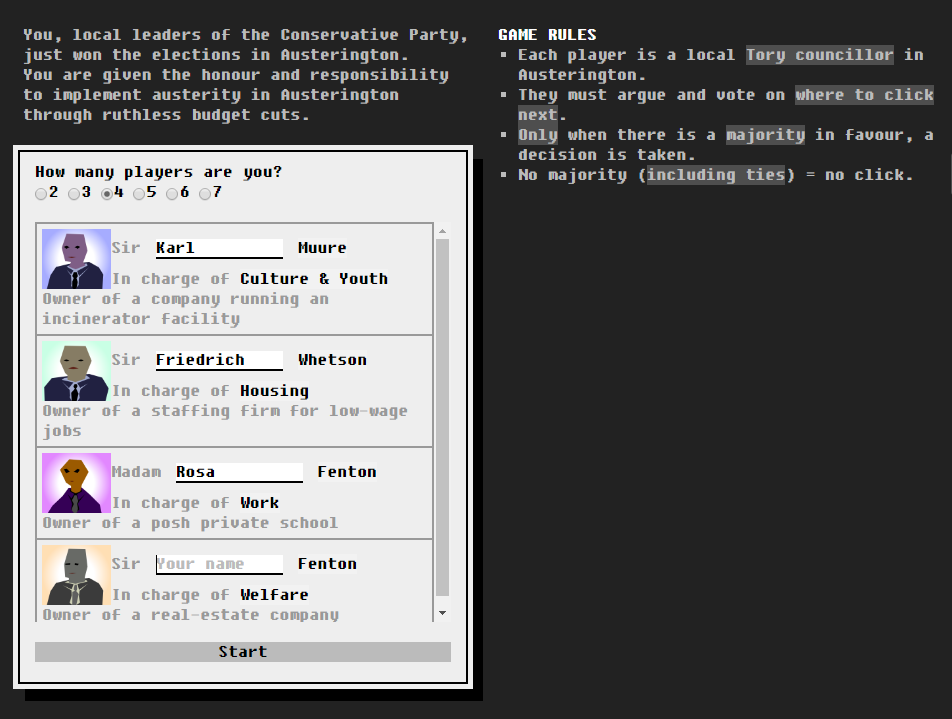 You, local leaders of the Conservative Party,
just won the elections in Austerington.
You are given the honour and responsibility
to implement austerity in Austerington
through ruthless budget cuts.
How many players are you?
2 3 4 5 6 7
Sir Karl Muure
In charge of Culture & Youth
Owner of a company running an
incinerator facility
Sir Friedrich Whetson
In charge of Housing
Owner of a staffing firm for low-wage
jobs
Madam Rosa Fenton
In charge of Work
Owner of a posh private school
Sir Your name Fenton
In charge of Welfare
Owner of a real-estate company
Start
GAME RULES
▪ Each player is a local Tory councillor in
Austerington.
▪ They must argue and vote on where to click
next.
▪ Only when there is a majority in favour, a
decision is taken.
▪ No majority (including ties) = no click.